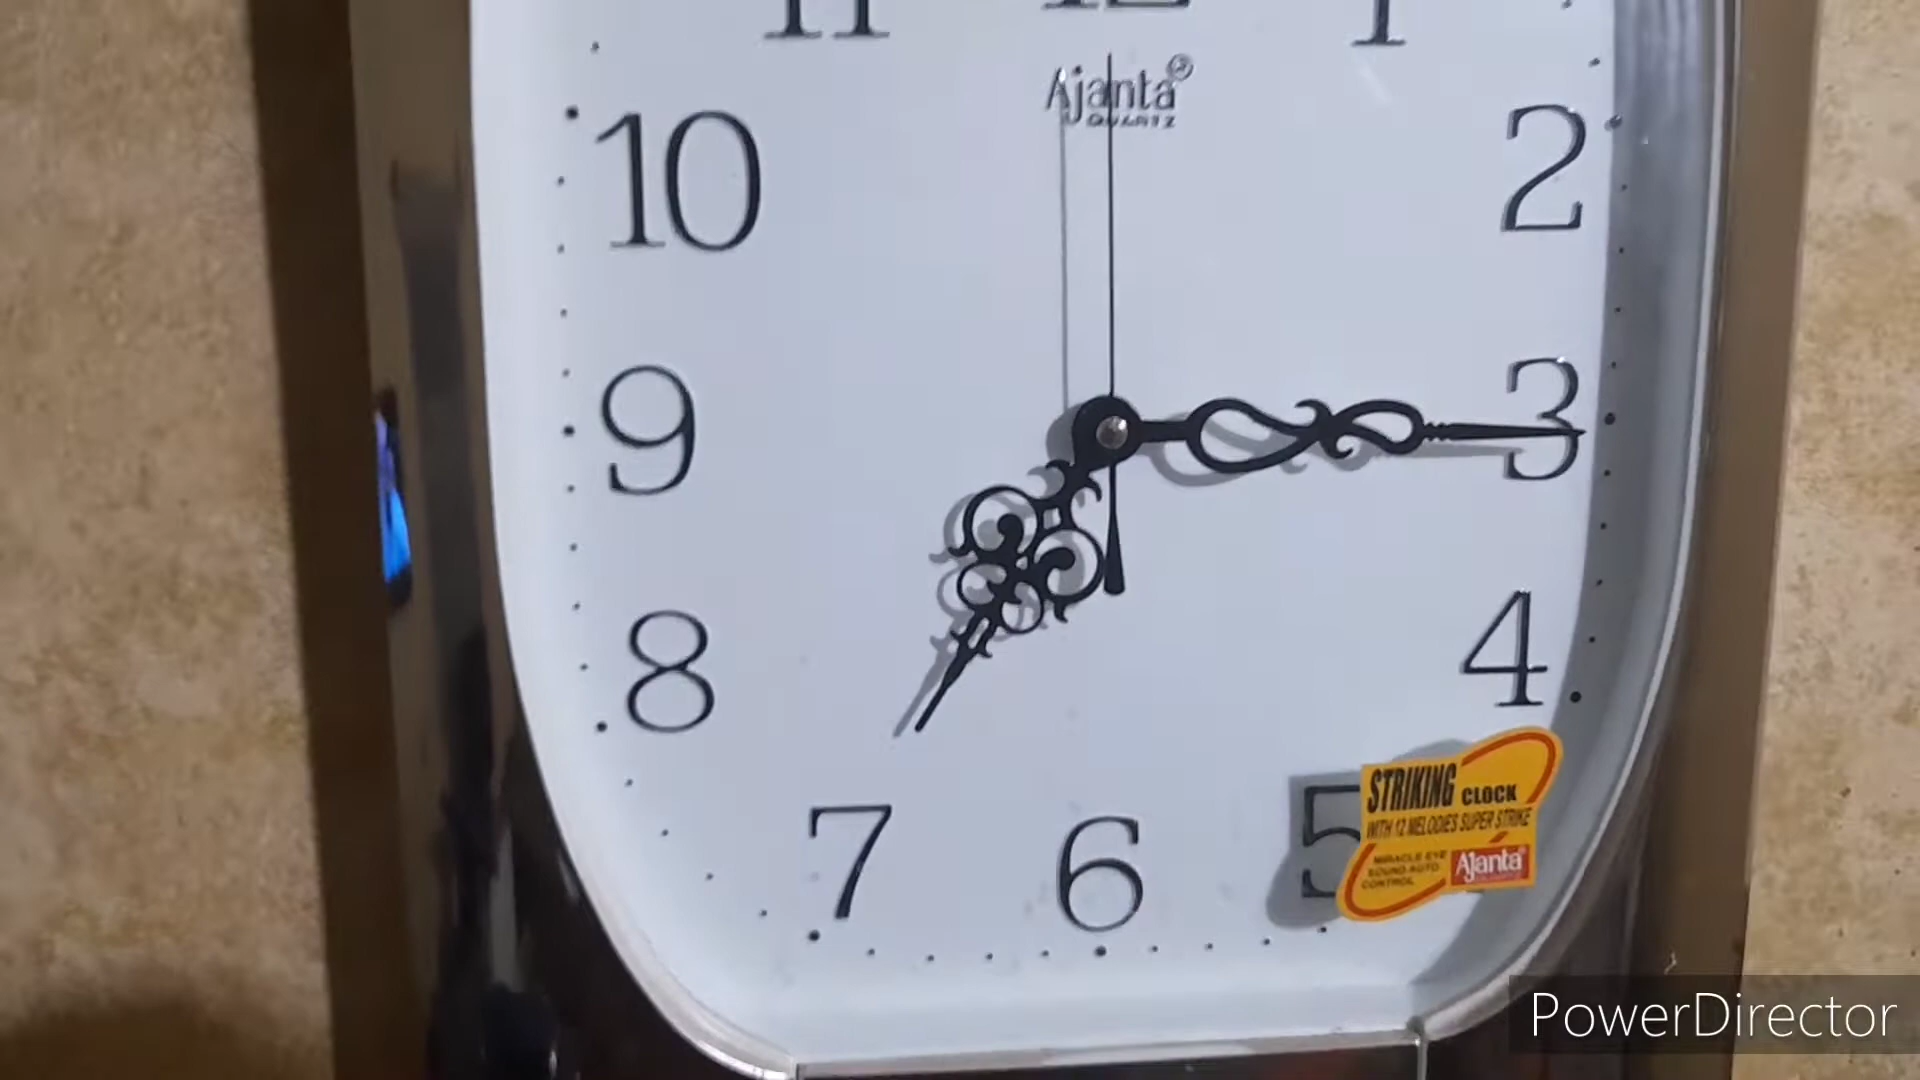 11 12 1
Ajanta®
QUARTZ
10 2
9 3
8 4
7 6 5
STRIKING CLOCK
WITH 12 MELODIES SUPER STRIKE
MIRACLE EYE
SOUND AUTO
CONTROL
Ajanta
PowerDirector